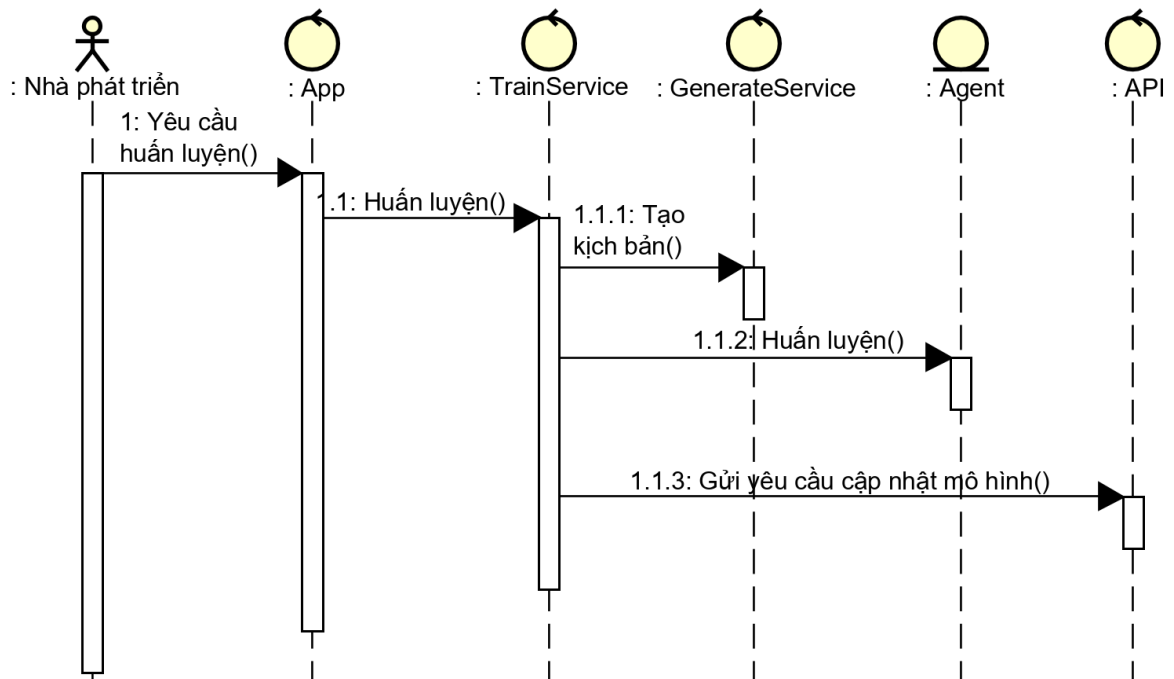 : Nhà phát triển
: App
: TrainService
: GenerateService
: Agent
: API
1: Yêu cầu
huấn luyện()
1.1: Huấn luyện()
1.1.1: Tạo
kịch bản()
1.1.2: Huấn luyện()
1.1.3: Gửi yêu cầu cập nhật mô hình()